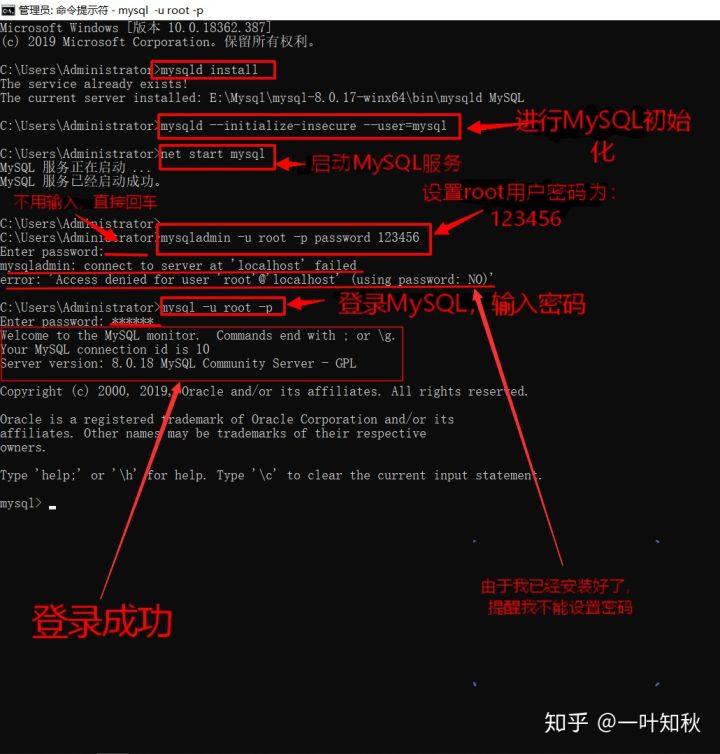 管理员: 命令提示符 - mysql -u root -p
Microsoft Windows [版本 10.0.18362.387]
(c) 2019 Microsoft Corporation。保留所有权利。
C:\Users\Administrator>mysqld install
The service already exists!
The current server installed: E:\Mysql\mysql-8.0.17-winx64\bin\mysqld MySQL
C:\Users\Administrator>mysqld --initialize-insecure --user=mysql
进行MySQL初始
化
C:\Users\Administrator>net start mysql
MySQL 服务正在启动 ...
启动MySQL服务
MySQL 服务已经启动成功。
设置root用户密码为：
123456
不用输入，直接回车
C:\Users\Administrator>
C:\Users\Administrator>mysqladmin -u root -p password 123456
Enter password:
mysqladmin: connect to server at 'localhost' failed
error: 'Access denied for user 'root'@'localhost' (using password: NO)'
C:\Users\Administrator>mysql -u root -p
登录MySQL，输入密码
Enter password: ******
Welcome to the MySQL monitor.  Commands end with ; or \g.
Your MySQL connection id is 10
Server version: 8.0.18 MySQL Community Server - GPL
Copyright (c) 2000, 2019, Oracle and/or its affiliates. All rights reserved.
Oracle is a registered trademark of Oracle Corporation and/or its
affiliates. Other names may be trademarks of their respective
owners.
Type 'help;' or '\h' for help. Type '\c' to clear the current input statement.
mysql>
由于我已经安装好了，
提醒我不能设置密码
登录成功
知乎 @一叶知秋